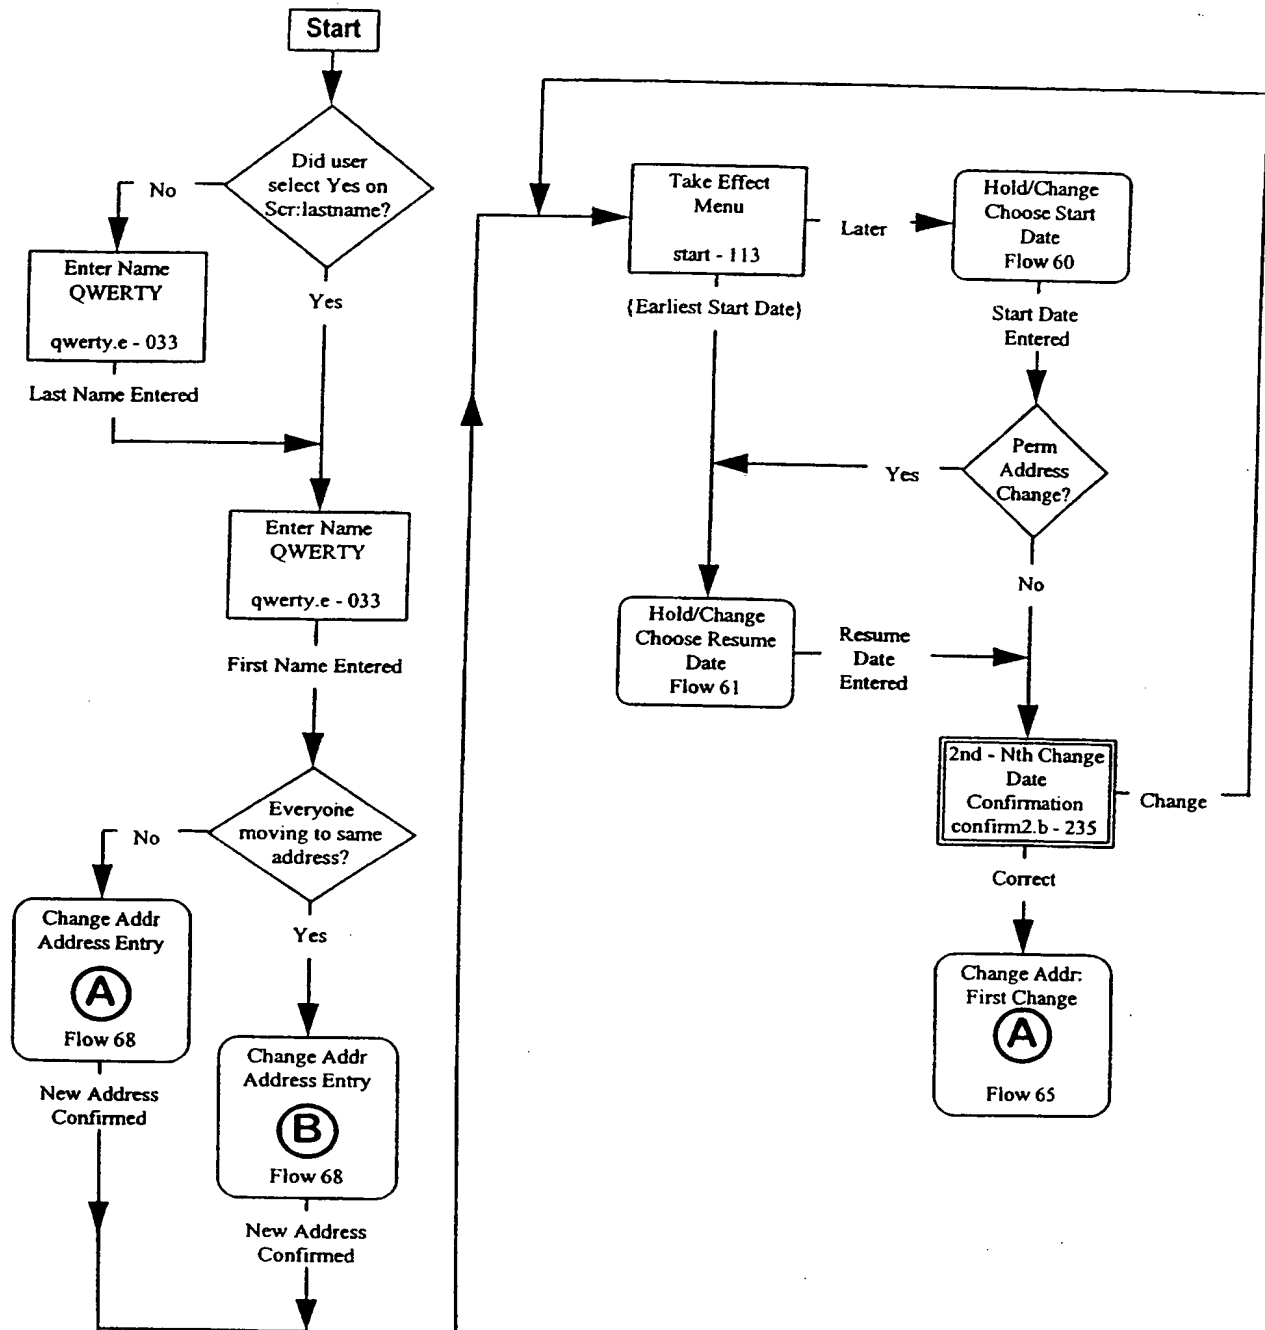 Start
Did user
select Yes on
Scr:lastname?
No
Yes
Enter Name
QWERTY
qwerty.e - 033
Last Name Entered
Enter Name
QWERTY
qwerty.e - 033
First Name Entered
Everyone
moving to same
address?
No
Yes
Change Addr
Address Entry
A
Flow 68
New Address
Confirmed
Change Addr
Address Entry
B
Flow 68
New Address
Confirmed
Take Effect
Menu
start - 113
Later
{Earliest Start Date}
Hold/Change
Choose Start
Date
Flow 60
Start Date
Entered
Perm
Address
Change?
Yes
No
Hold/Change
Choose Resume
Date
Flow 61
Resume
Date
Entered
2nd - Nth Change
Date
Confirmation
confirm2.b - 235
Change
Correct
Change Addr:
First Change
A
Flow 65